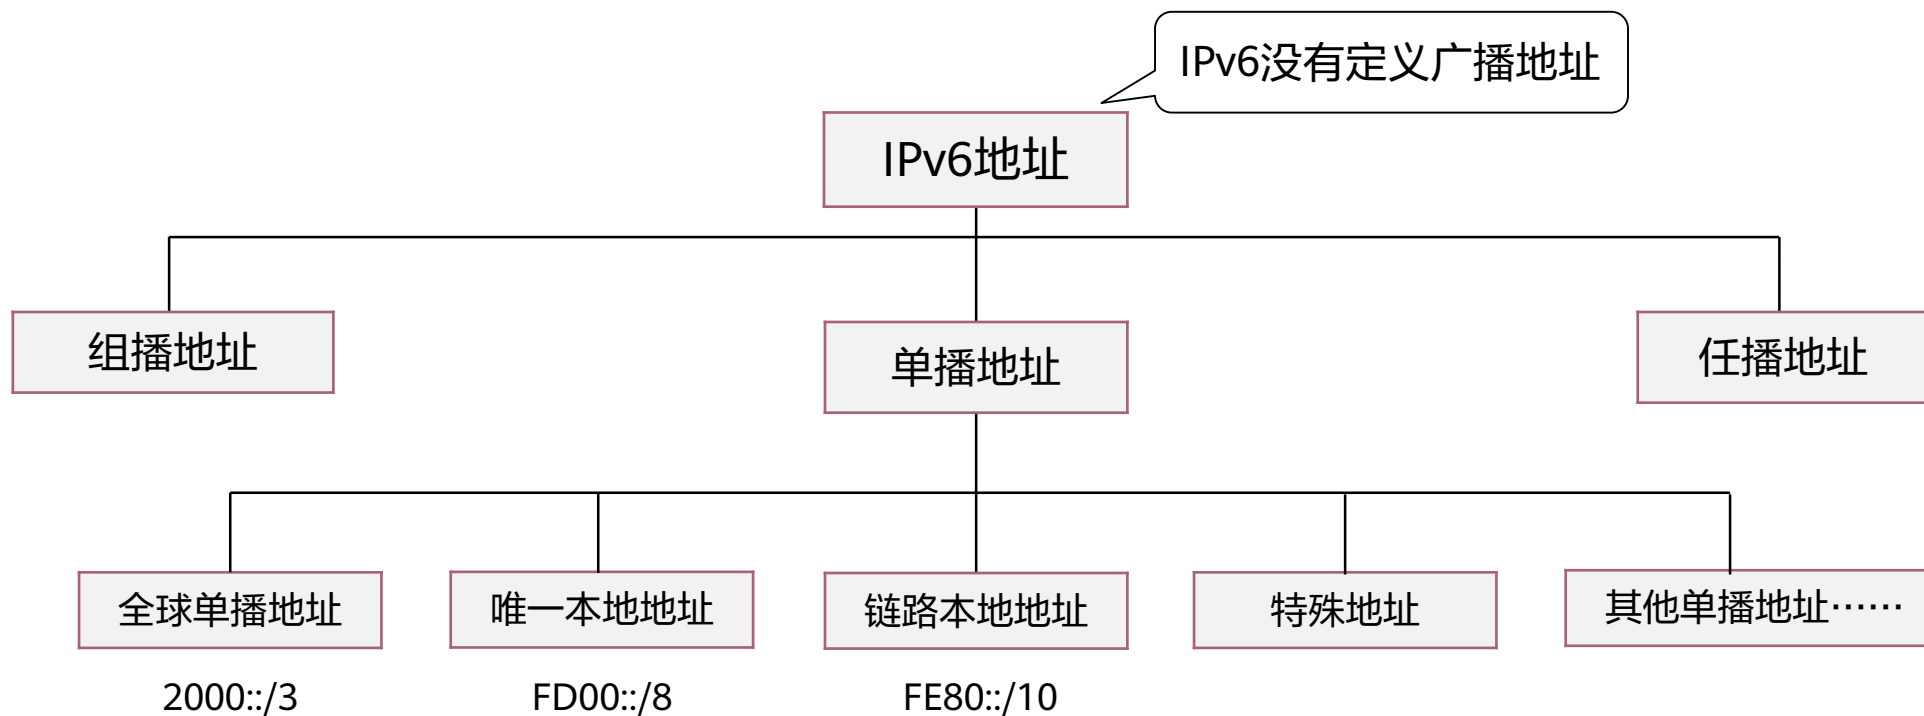 IPv6没有定义广播地址
IPv6地址
组播地址
单播地址
任播地址
全球单播地址
唯一本地地址
链路本地地址
特殊地址
其他单播地址……
2000::/3
FD00::/8
FE80::/10